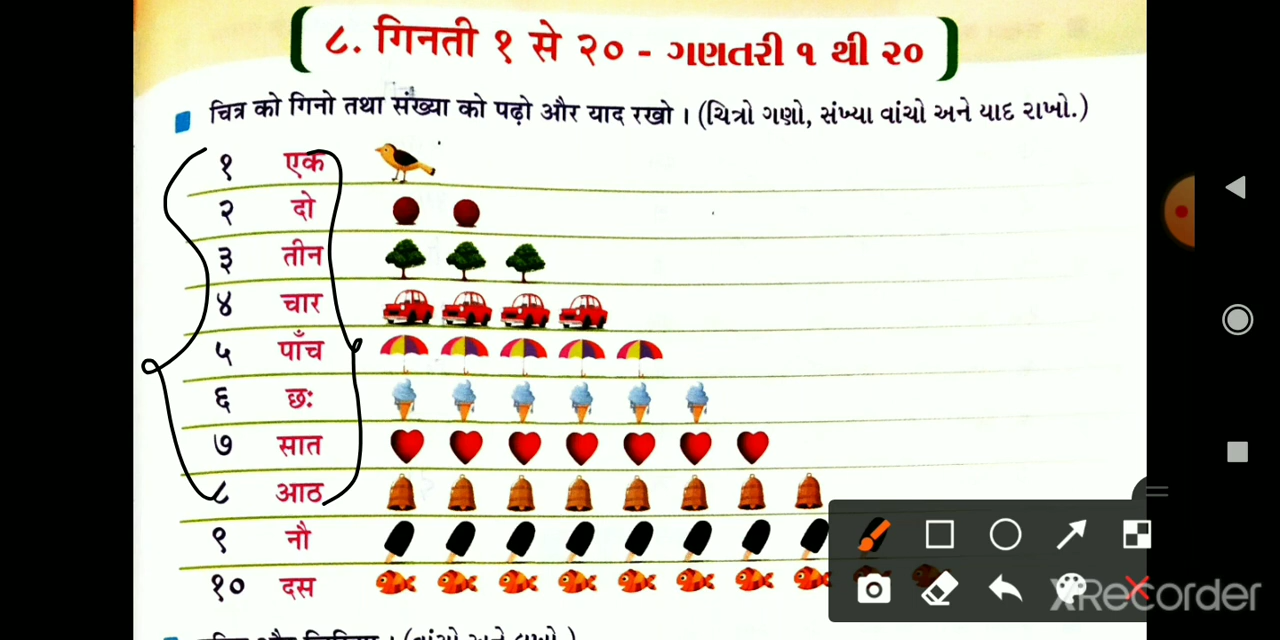 ८. गिनती १ से २० - ગણતરી ૧ થી ૨૦
चित्र को गिनो तथा संख्या को पढ़ो और याद रखो । (ચિત્રો ગણો, સંખ્યા વાંચો અને યાદ રાખો.)
१ एक
२ दो
३ तीन
४ चार
५ पाँच
६ छः
७ सात
८ आठ
९ नौ
१० दस
XRecorder